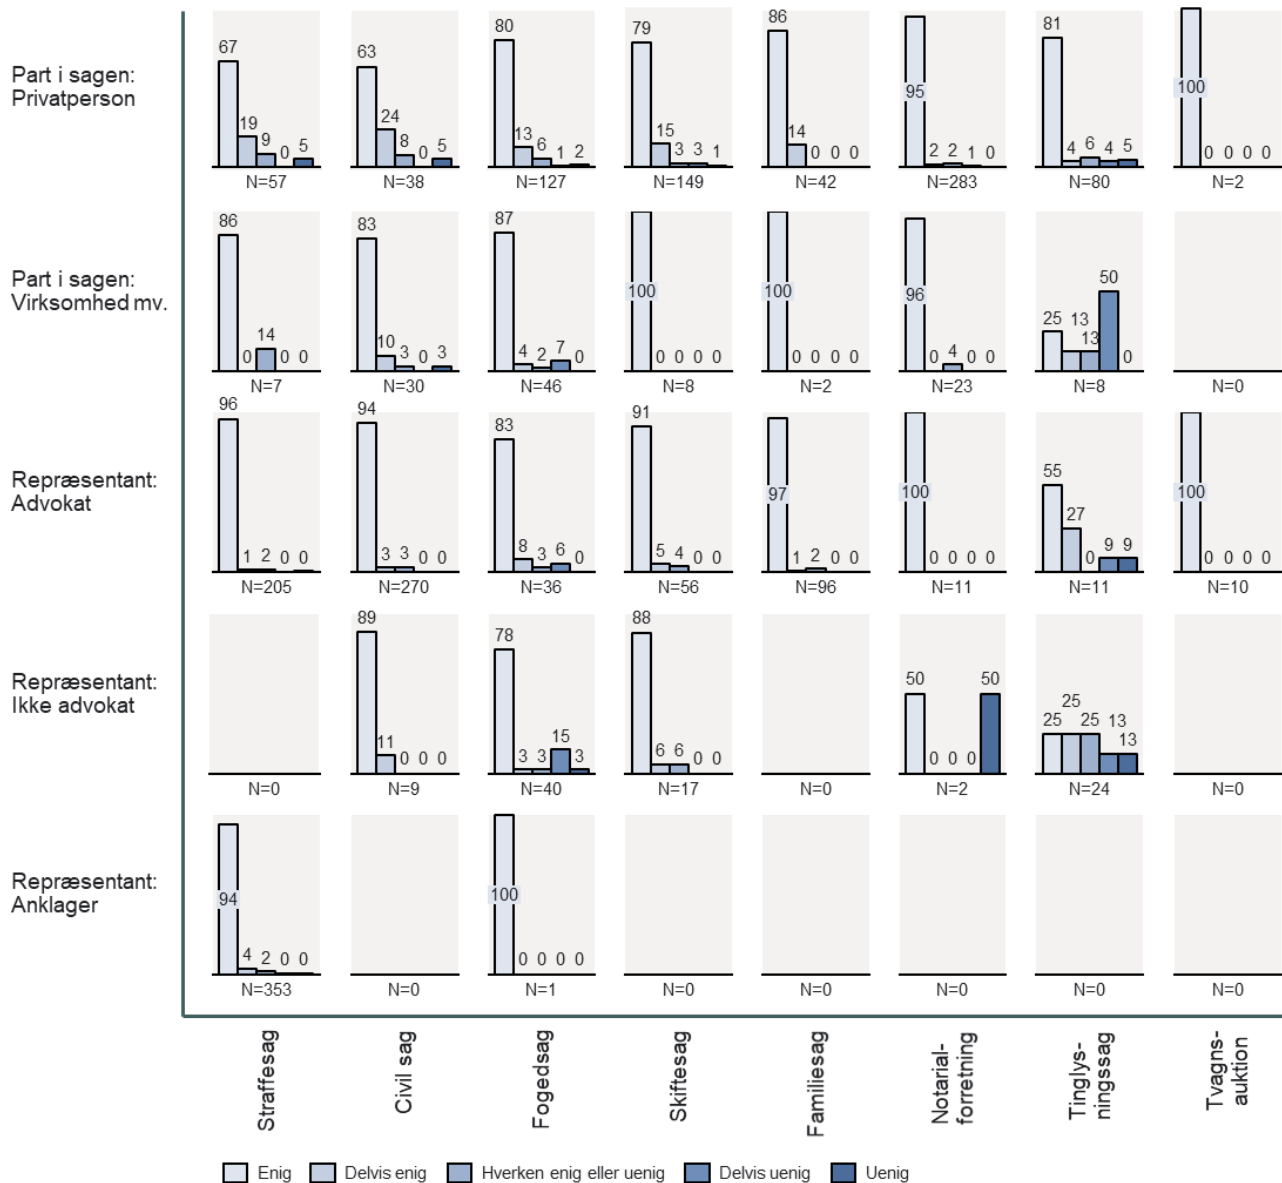 Part i sagen:
Privatperson
67 19 9 0 5
63 24 8 0 5
80 13 6 1 2
79 15 3 3 1
86 14 0 0 0
95 2 2 1 0
81 4 6 4 5
100 0 0 0 0
N=57 N=38 N=127 N=149 N=42 N=283 N=80 N=2
Part i sagen:
Virksomhed mv.
86 0 14 0 0
83 10 3 0 3
87 4 2 7 0
100 0 0 0 0
100 0 0 0 0
96 0 4 0 0
25 13 13 50 0
N=7 N=30 N=46 N=8 N=2 N=23 N=8 N=0
Repræsentant:
Advokat
96 1 2 0 0
94 3 3 0 0
83 8 3 6 0
91 5 4 0 0
97 1 2 0 0
100 0 0 0 0
55 27 0 9 9
100 0 0 0 0
N=205 N=270 N=36 N=56 N=96 N=11 N=11 N=10
Repræsentant:
Ikke advokat
89 11 0 0 0
78 3 3 15 3
88 6 6 0 0
50 0 0 0 50
25 25 25 13 13
N=0 N=9 N=40 N=17 N=0 N=2 N=24 N=0
Repræsentant:
Anklager
94 4 2 0 0
100 0 0 0 0
N=353 N=0 N=1 N=0 N=0 N=0 N=0 N=0
Straffesag
Civil sag
Fogedsag
Skiftesag
Familiesag
Notarial-
forretning
Tinglys-
ningssag
Tvagns-
auktion
Enig Delvis enig Hverken enig eller uenig Delvis uenig Uenig